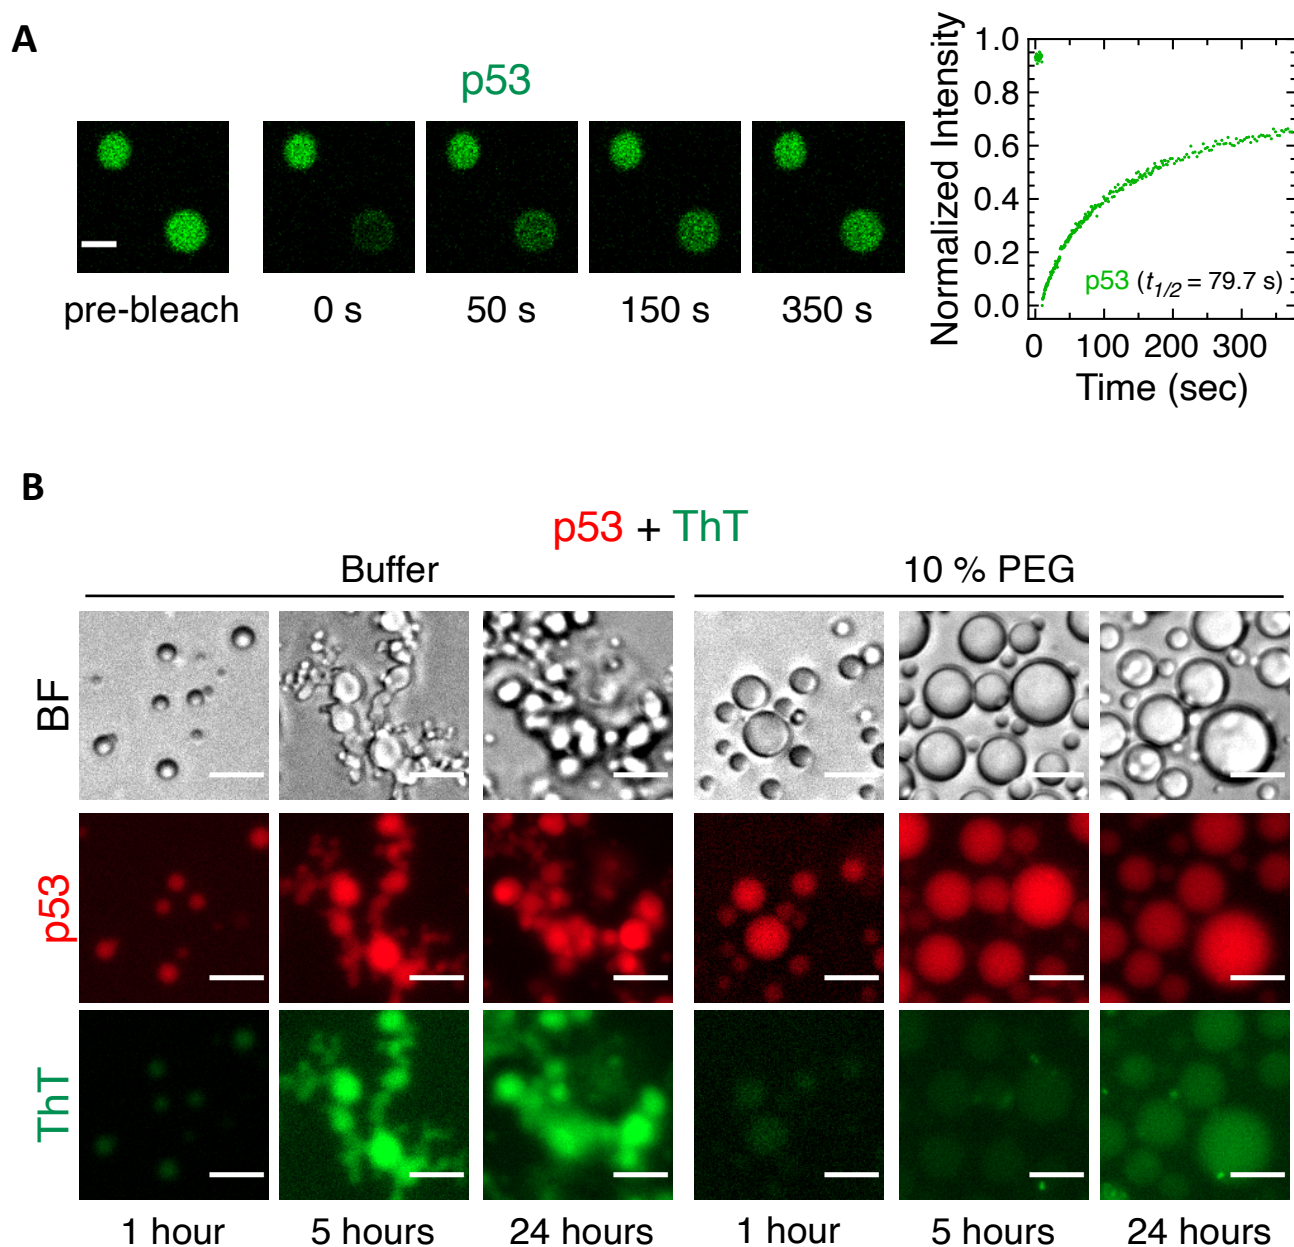 A
p53
pre-bleach 0 s 50 s 150 s 350 s
Normalized Intensity
1.0
0.8
0.6
0.4
0.2
0.0
p53 (t1/2 = 79.7 s)
0 100 200 300
Time (sec)
B
p53 + ThT
Buffer 10 % PEG
BF
p53
ThT
1 hour 5 hours 24 hours 1 hour 5 hours 24 hours